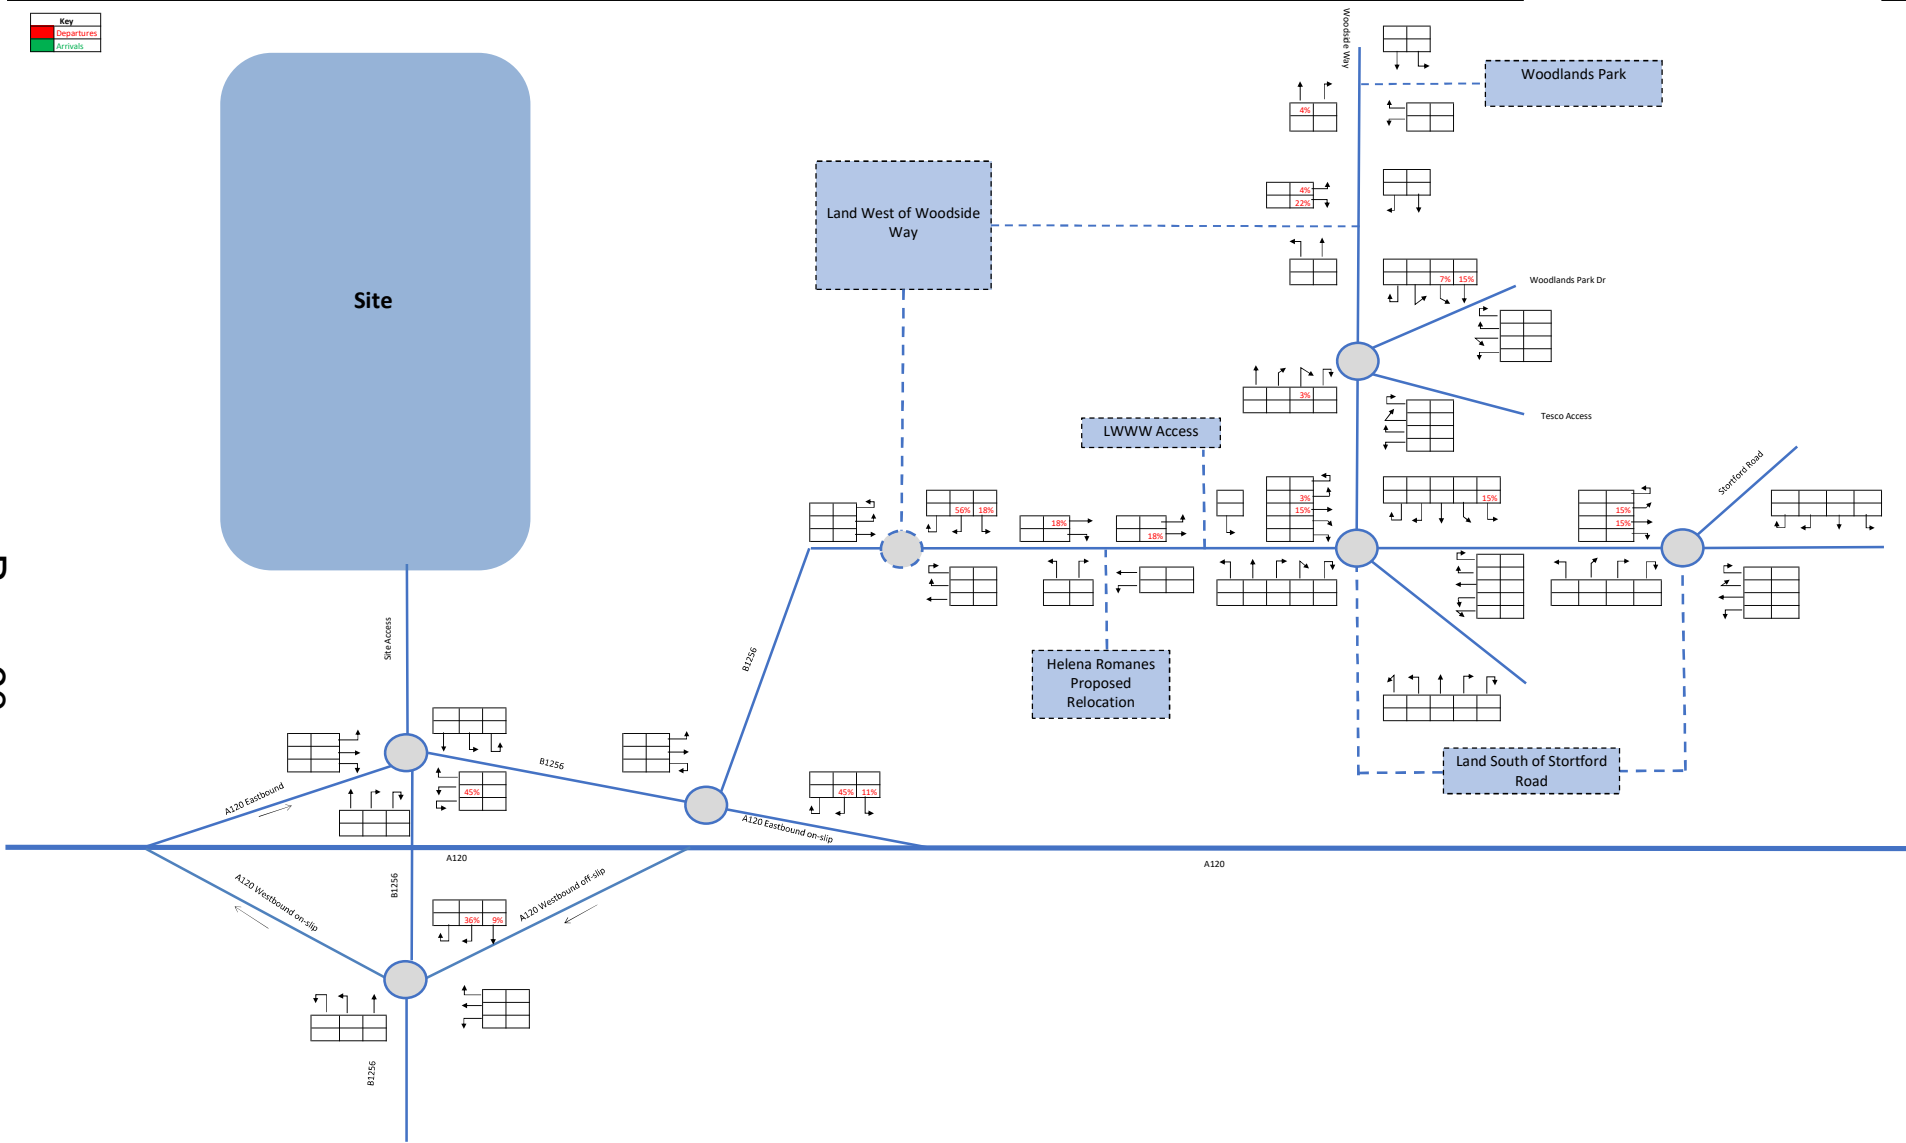 Key
Departures
Arrivals
Woodside Way
Woodlands Park
4%
Land West of Woodside
Way
4%
22%
Site
7% 15%
Woodlands Park Dr
3%
Tesco Access
LWWW Access
Stortford Road
56% 18%
18%
18%
3%
15%
15%
15%
15%
Site Access
B1256
Helena Romanes
Proposed
Relocation
Land South of Stortford
Road
B1256
45%
45% 11%
A120 Eastbound
A120 Eastbound on-slip
A120
A120
B1256
A120 Westbound on-slip
A120 Westbound off-slip
36% 9%
B1256